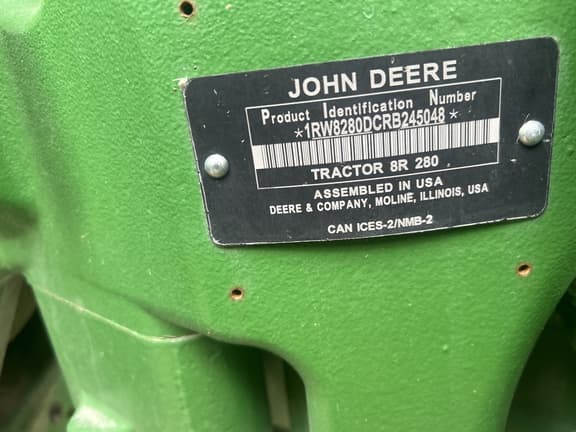 JOHN DEERE
Product Identification Number
*1RW8280DCRB245048*
TRACTOR 8R 280
ASSEMBLED IN USA
DEERE & COMPANY, MOLINE, ILLINOIS, USA
CAN ICES-2/NMB-2